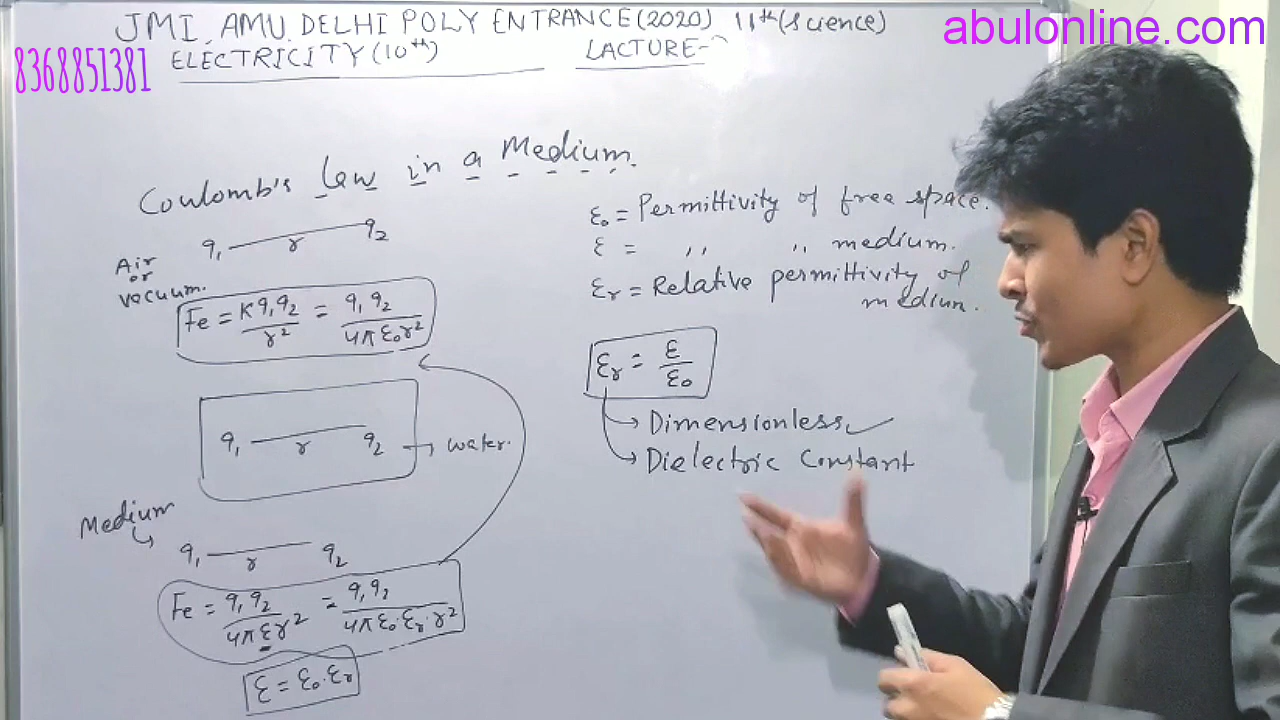 JMI, AMU, DELHI POLY ENTRANCE (2020) 11th (Science)
abulonline.com
8368851381
ELECTRICITY (10th)
LACTURE-
Coulomb's law in a Medium.
q₁ r q₂
Air or vacuum.
Fe = K q₁q₂ / r² = q₁q₂ / 4πε₀r²
q₁ r q₂ → water.
Medium
q₁ r q₂
Fe = q₁q₂ / 4πεr² = q₁q₂ / 4πε₀.εr.r²
ε = ε₀.εr
ε₀ = Permittivity of free space.
ε = ,, ,, medium.
εr = Relative permittivity of
medium.
εr = ε / ε₀
→ Dimensionless ✓
→ Dielectric Constant